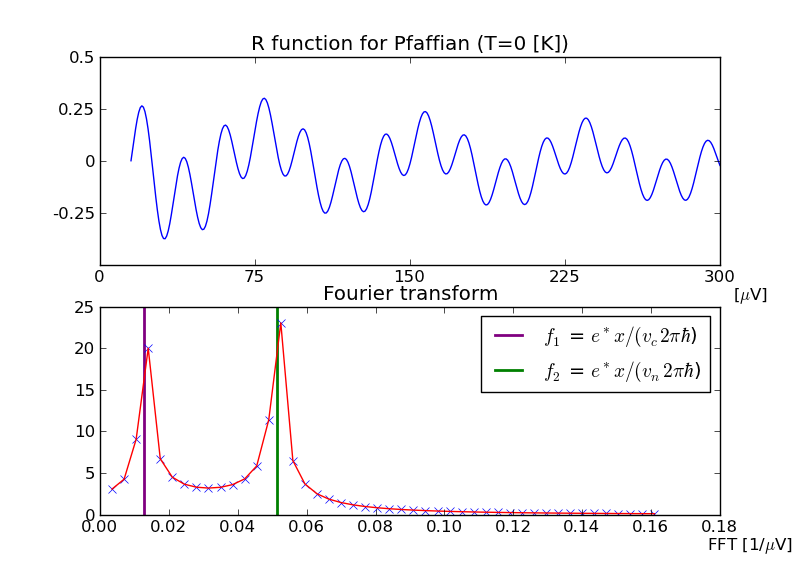 R function for Pfaffian (T=0 [K])
0.5
0.25
0
-0.25
0 75 150 225 300
[μV]
Fourier transform
25
20
15
10
5
0
f₁ = e* x/(v_c 2πħ)
f₂ = e* x/(v_n 2πħ)
0.00 0.02 0.04 0.06 0.08 0.10 0.12 0.14 0.16 0.18
FFT [1/μV]